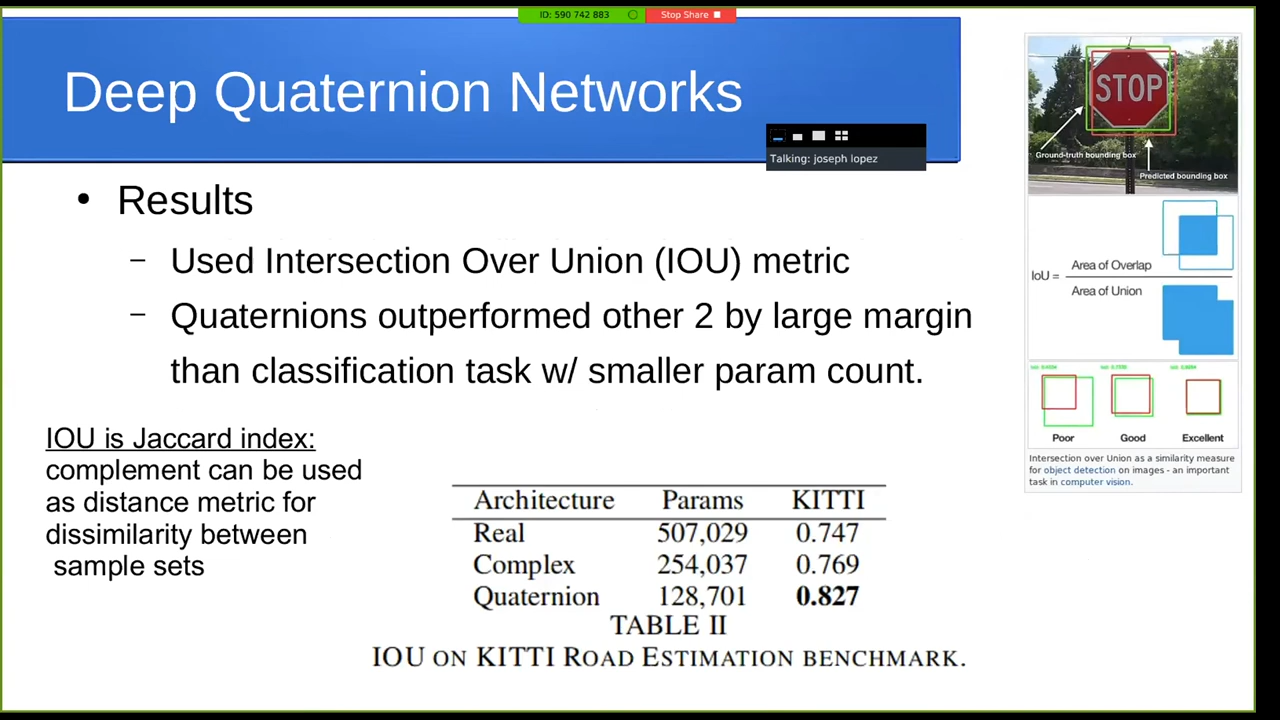 ID: 590 742 883
Stop Share
Deep Quaternion Networks
Talking: joseph lopez
• Results
– Used Intersection Over Union (IOU) metric
– Quaternions outperformed other 2 by large margin
than classification task w/ smaller param count.
IOU is Jaccard index:
complement can be used
as distance metric for
dissimilarity between
sample sets
Architecture Params KITTI
Real 507,029 0.747
Complex 254,037 0.769
Quaternion 128,701 0.827
TABLE II
IOU ON KITTI ROAD ESTIMATION BENCHMARK.
STOP
Ground-truth bounding box
Predicted bounding box
IoU =
Area of Overlap
Area of Union
Poor Good Excellent
Intersection over Union as a similarity measure
for object detection on images - an important
task in computer vision.